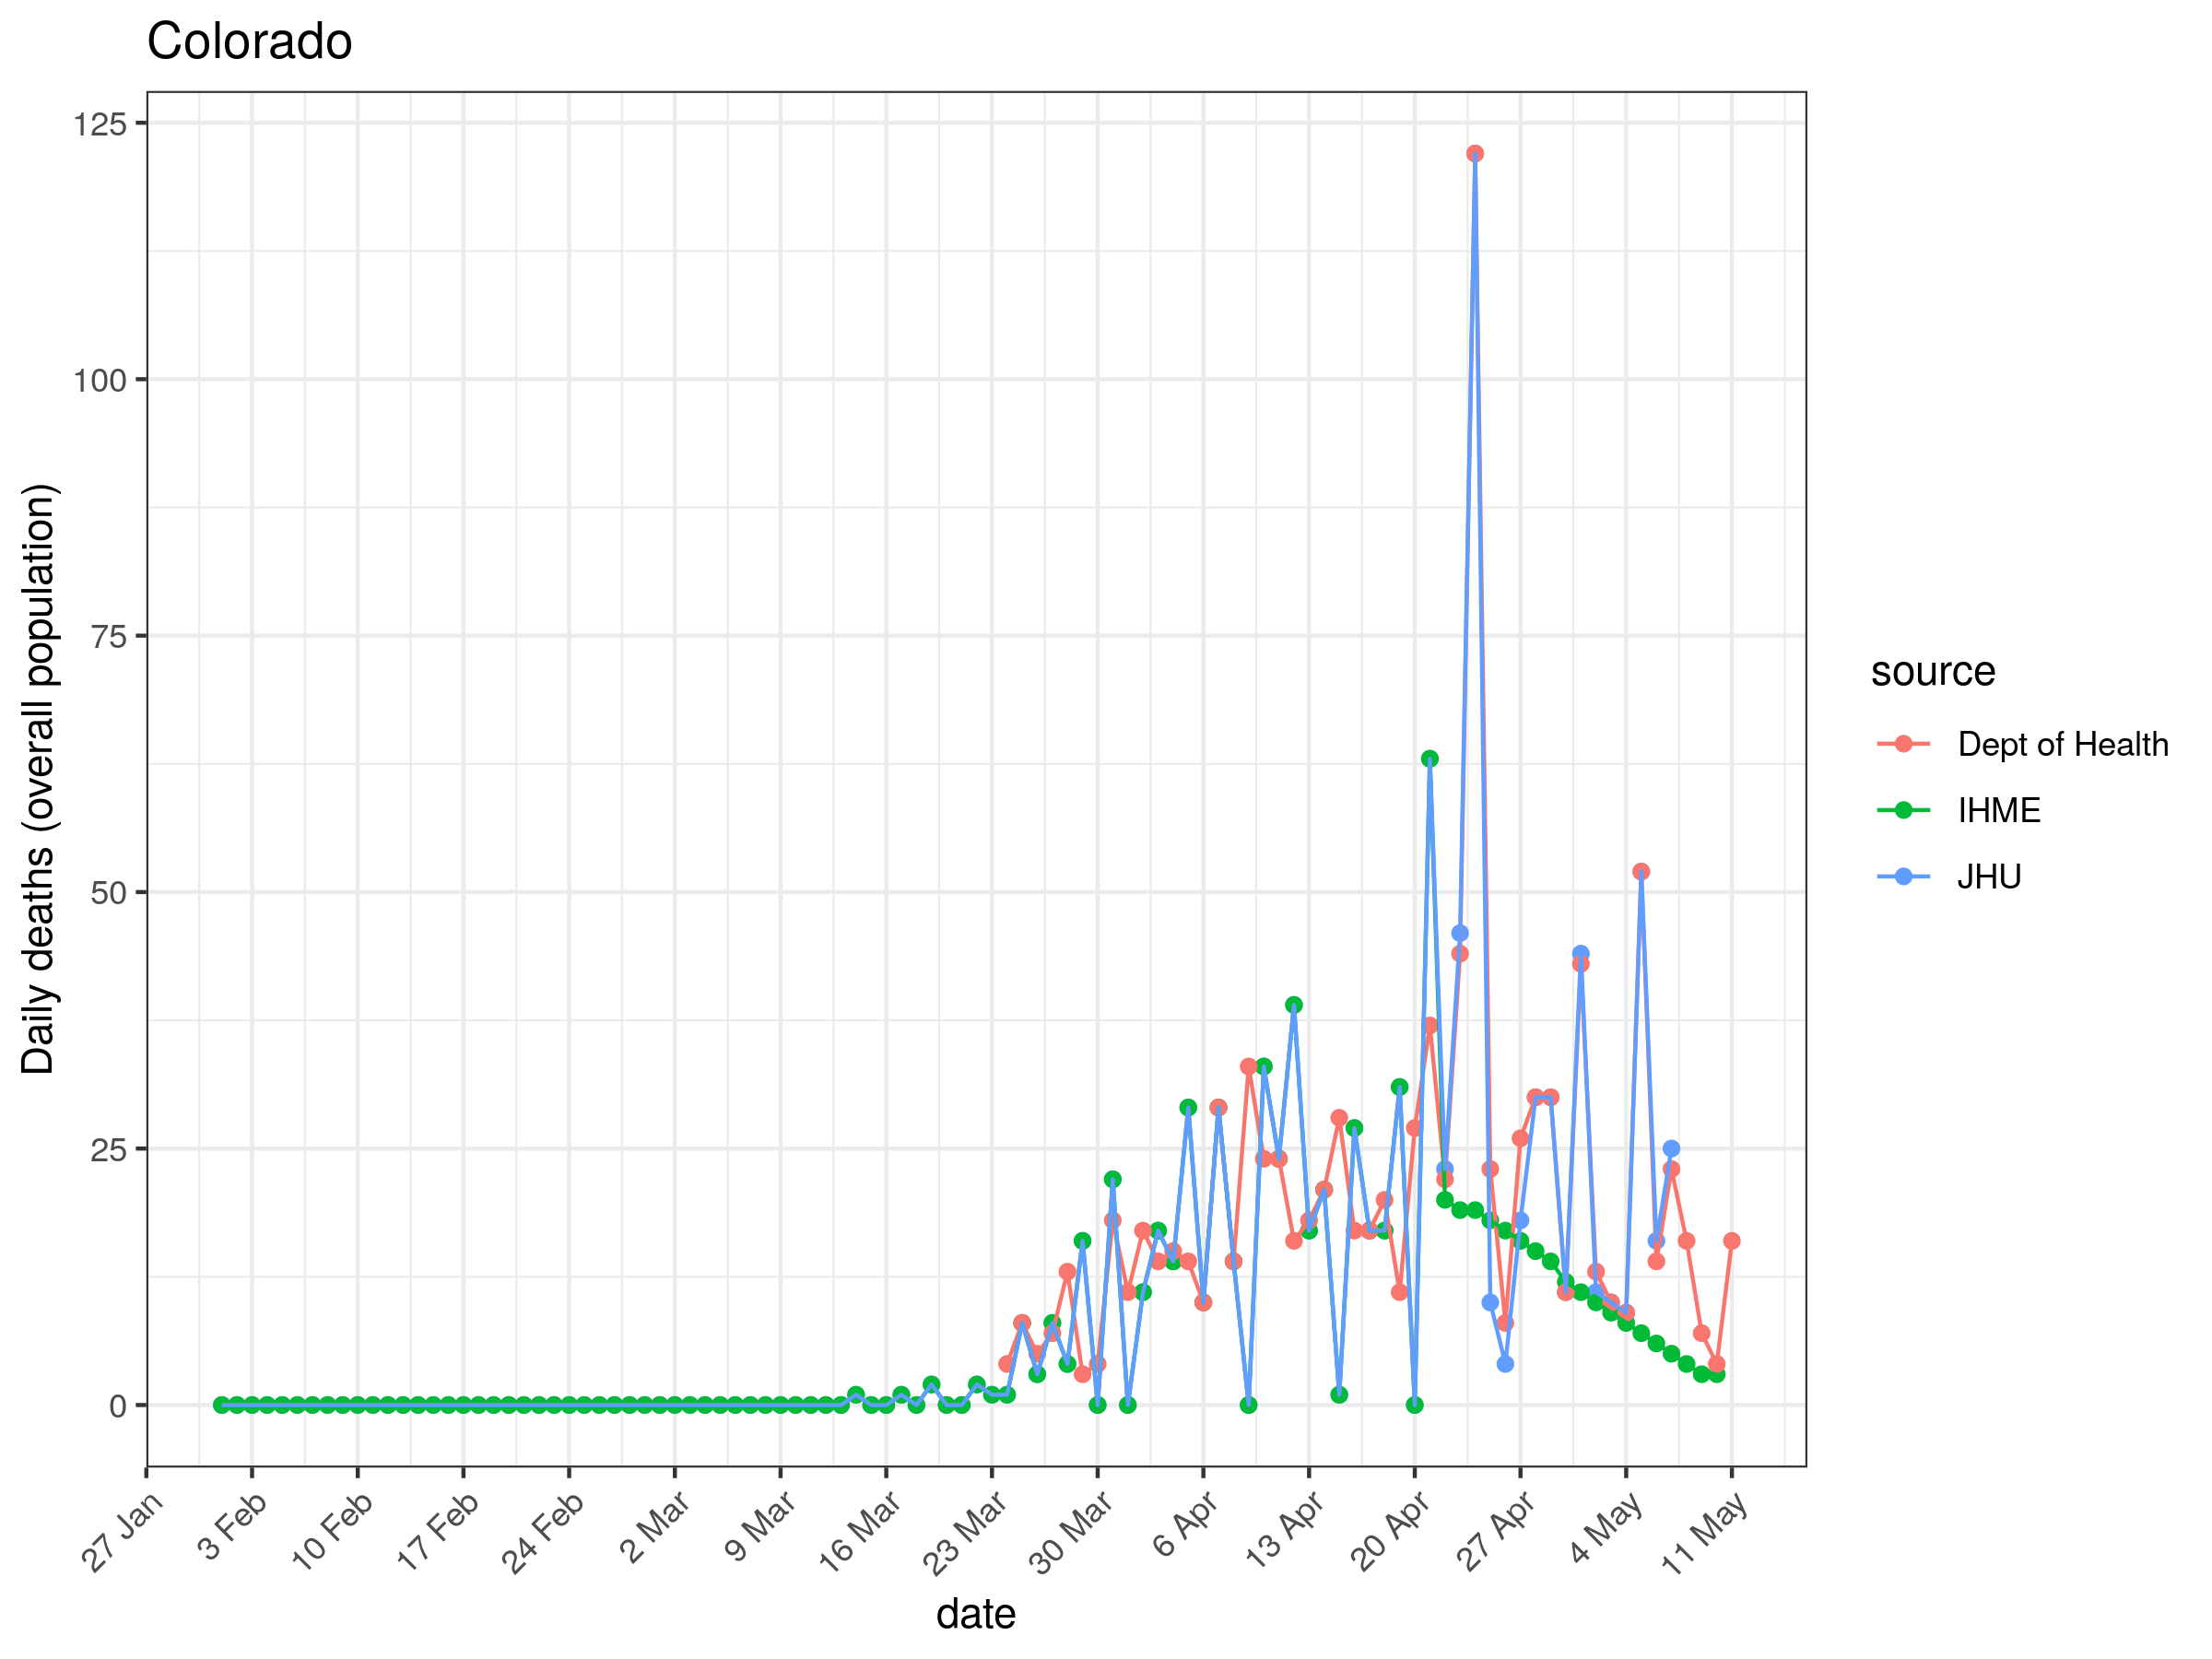 Colorado
125
100
75
50
25
0
Daily deaths (overall population)
27 Jan
3 Feb
10 Feb
17 Feb
24 Feb
2 Mar
9 Mar
16 Mar
23 Mar
30 Mar
6 Apr
13 Apr
20 Apr
27 Apr
4 May
11 May
date
source
Dept of Health
IHME
JHU